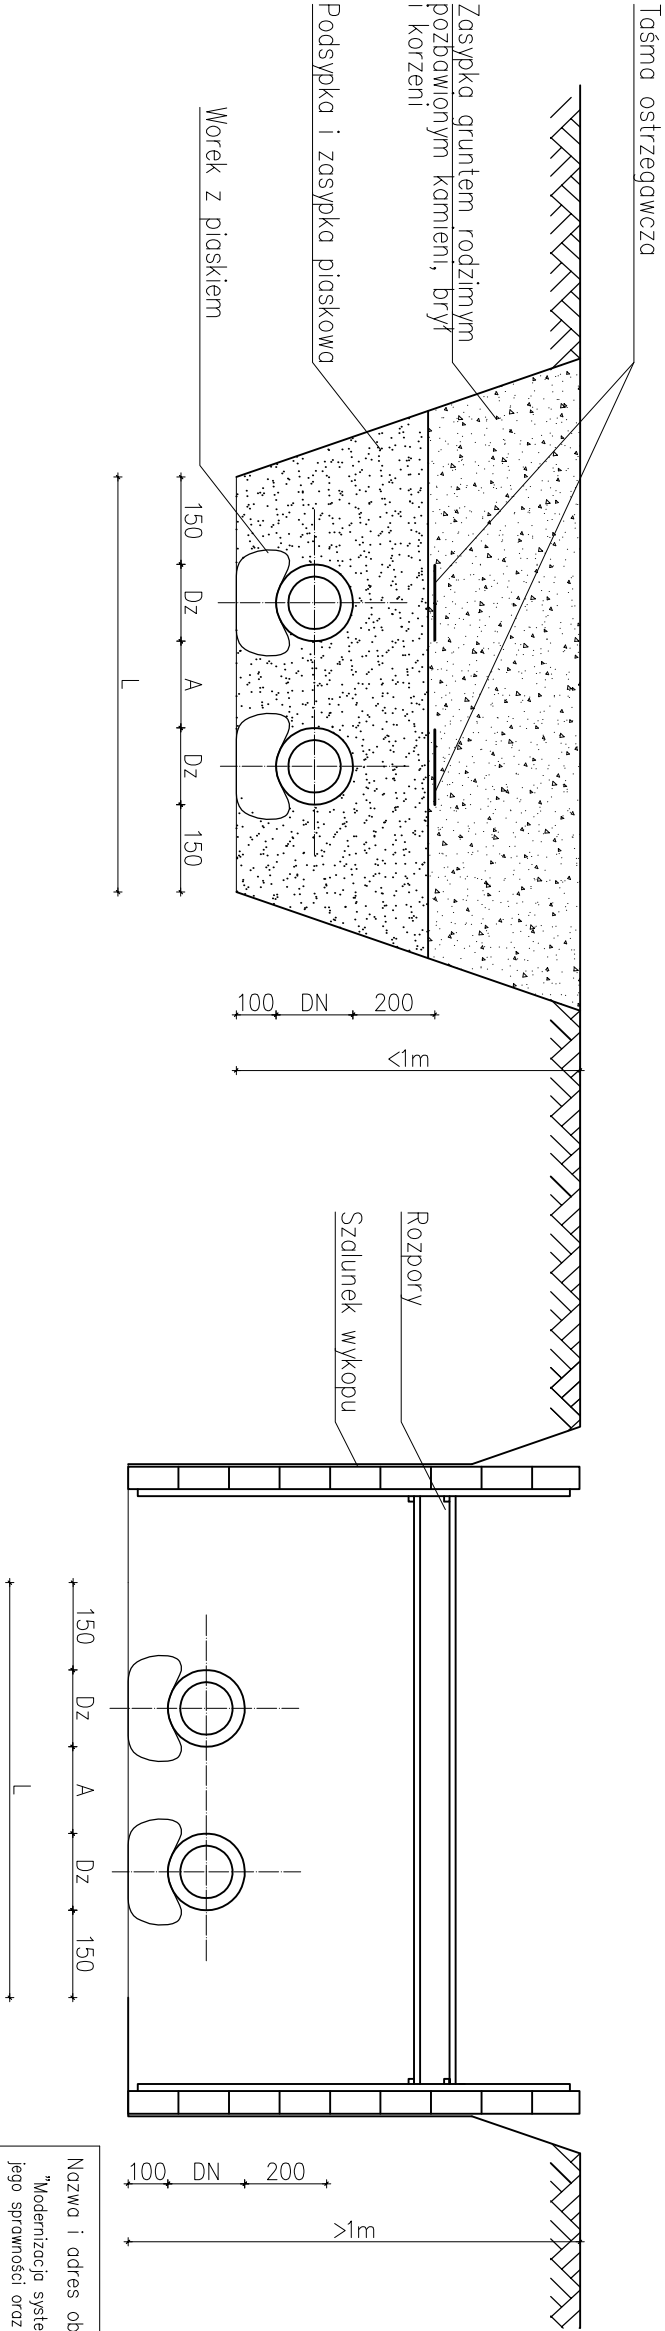 Taśma ostrzegawcza
Zasypka gruntem rodzimym
pozbawionym kamieni, brył
i korzeni
Podsypka i zasypka piaskowa
Worek z piaskiem
150
Dz
A
Dz
150
L
100
DN
200
<1m
Rozpory
Szalunek wykopu
150
Dz
A
Dz
150
L
100
DN
200
>1m
Nazwa i adres ob
"Modernizacja syste
jego sprawności oraz